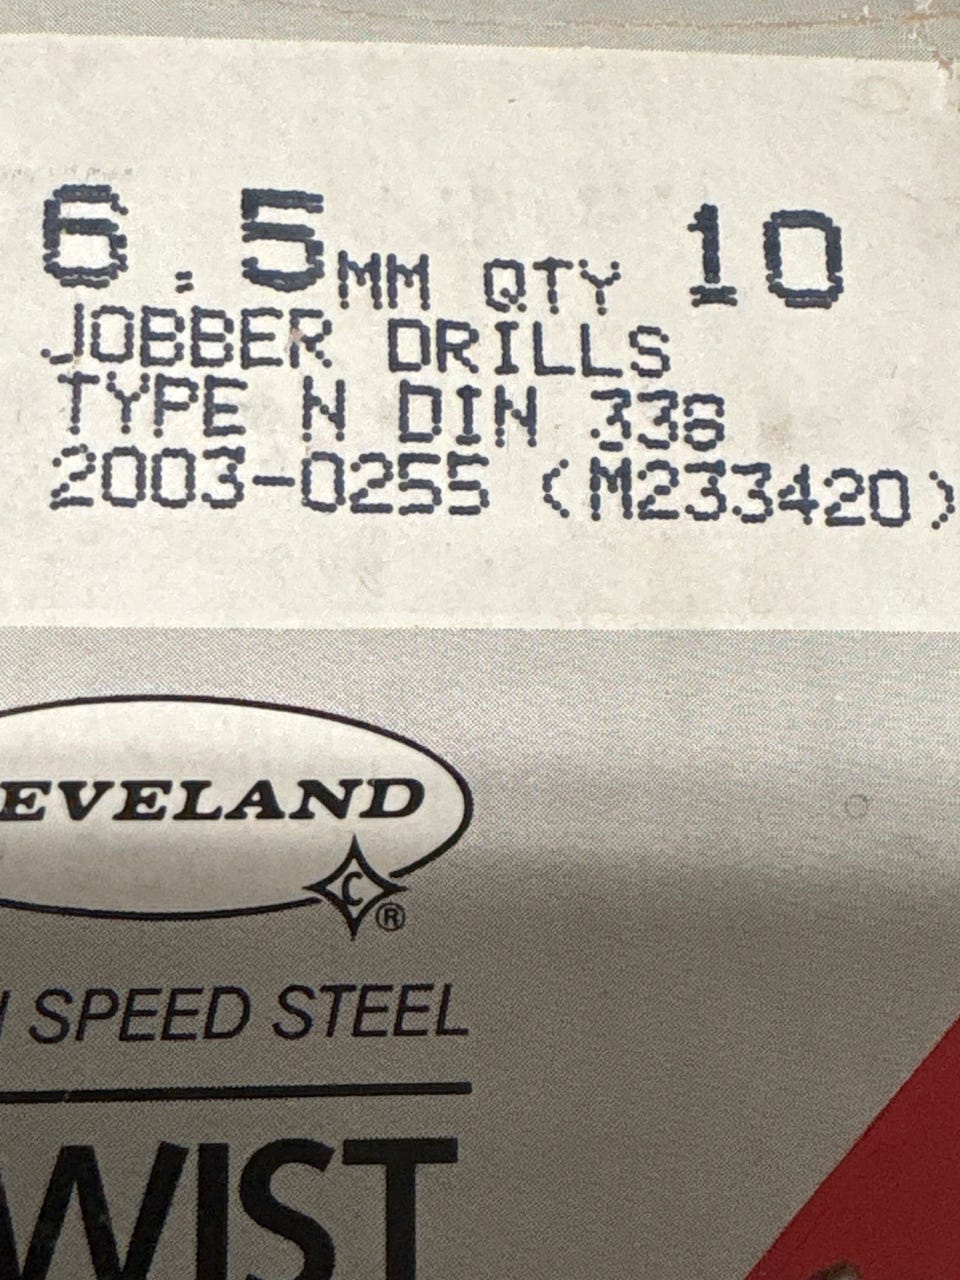 6.5MM QTY 10
JOBBER DRILLS
TYPE N DIN 338
2003-0255 (M233420)
EVELAND
C ®
SPEED STEEL
WIST